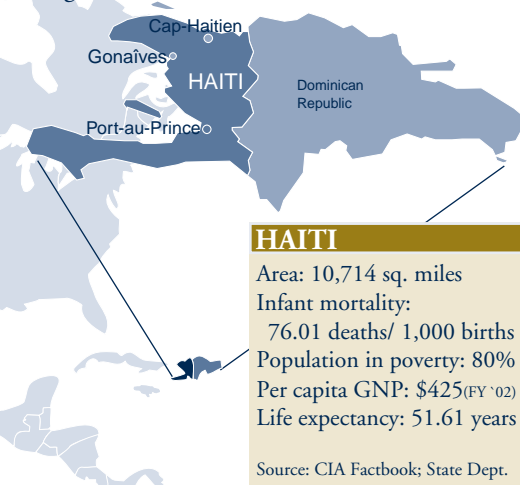 Cap-Haitien
Gonaîves
HAITI
Dominican
Republic
Port-au-Prince
HAITI
Area: 10,714 sq. miles
Infant mortality:
76.01 deaths/ 1,000 births
Population in poverty: 80%
Per capita GNP: $425(FY `02)
Life expectancy: 51.61 years
Source: CIA Factbook; State Dept.